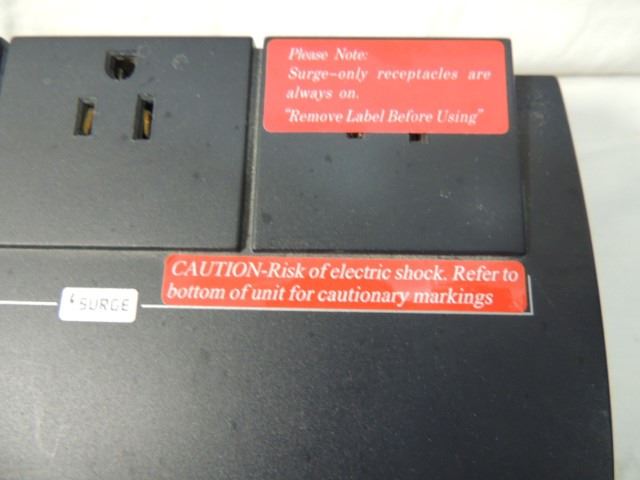 Please Note:
Surge-only receptacles are
always on.
"Remove Label Before Using"
CAUTION-Risk of electric shock. Refer to
bottom of unit for cautionary markings
SURGE